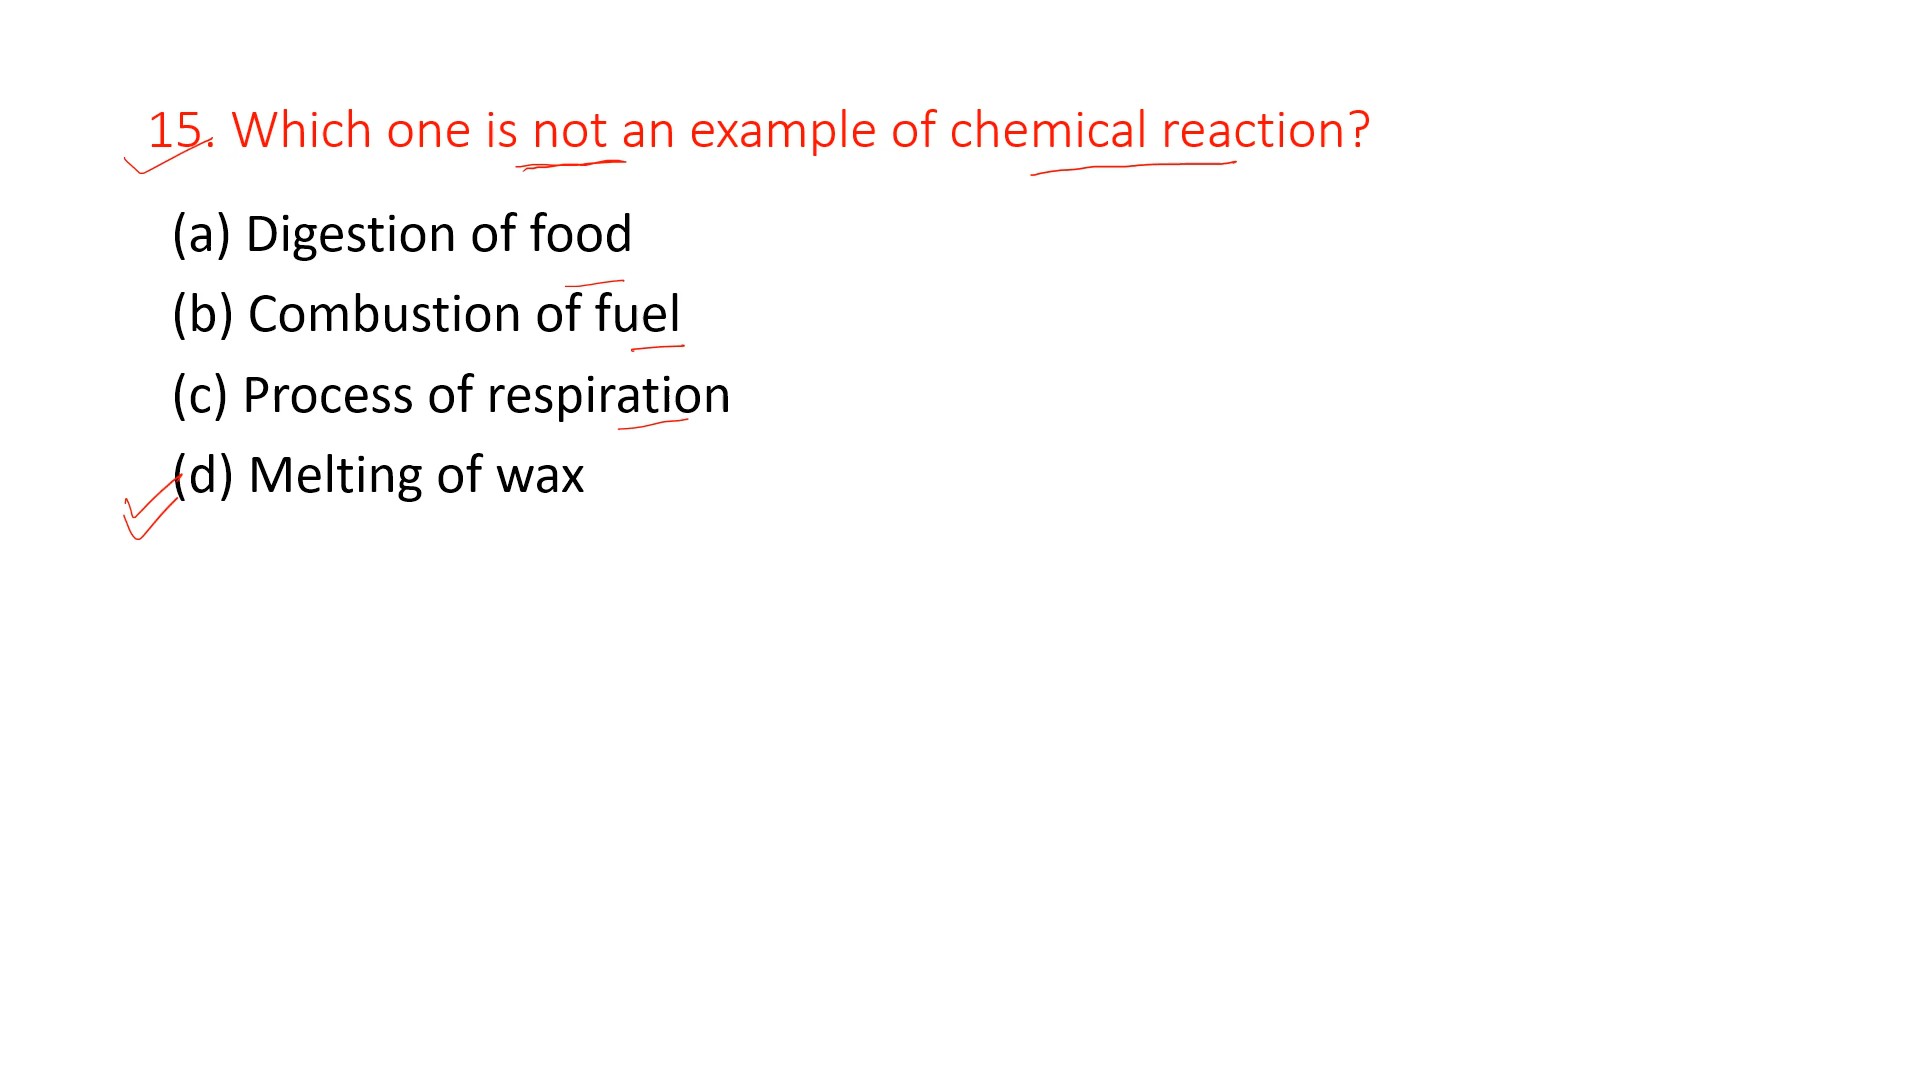 15. Which one is not an example of chemical reaction?
(a) Digestion of food
(b) Combustion of fuel
(c) Process of respiration
(d) Melting of wax